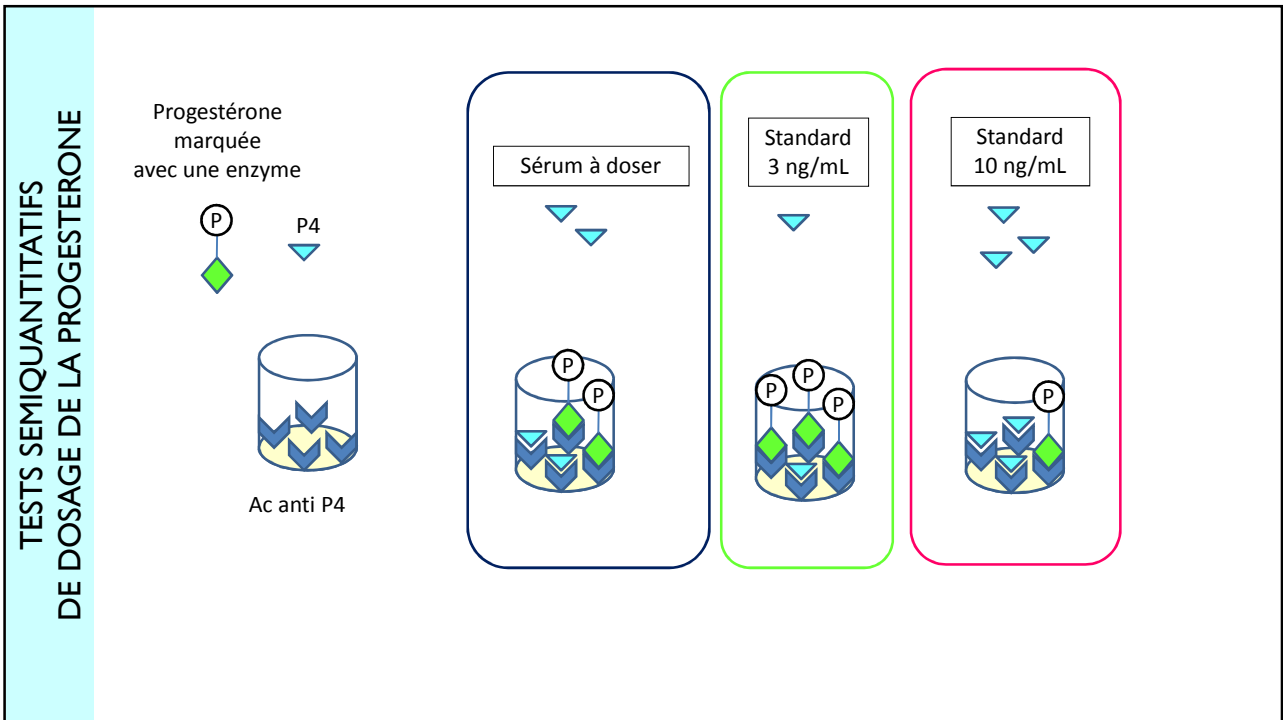 TESTS SEMIQUANTITATIFS
DE DOSAGE DE LA PROGESTERONE
Progestérone
marquée
avec une enzyme
P
P4
Ac anti P4
Sérum à doser
P
P
Standard
3 ng/mL
P
P
P
Standard
10 ng/mL
P